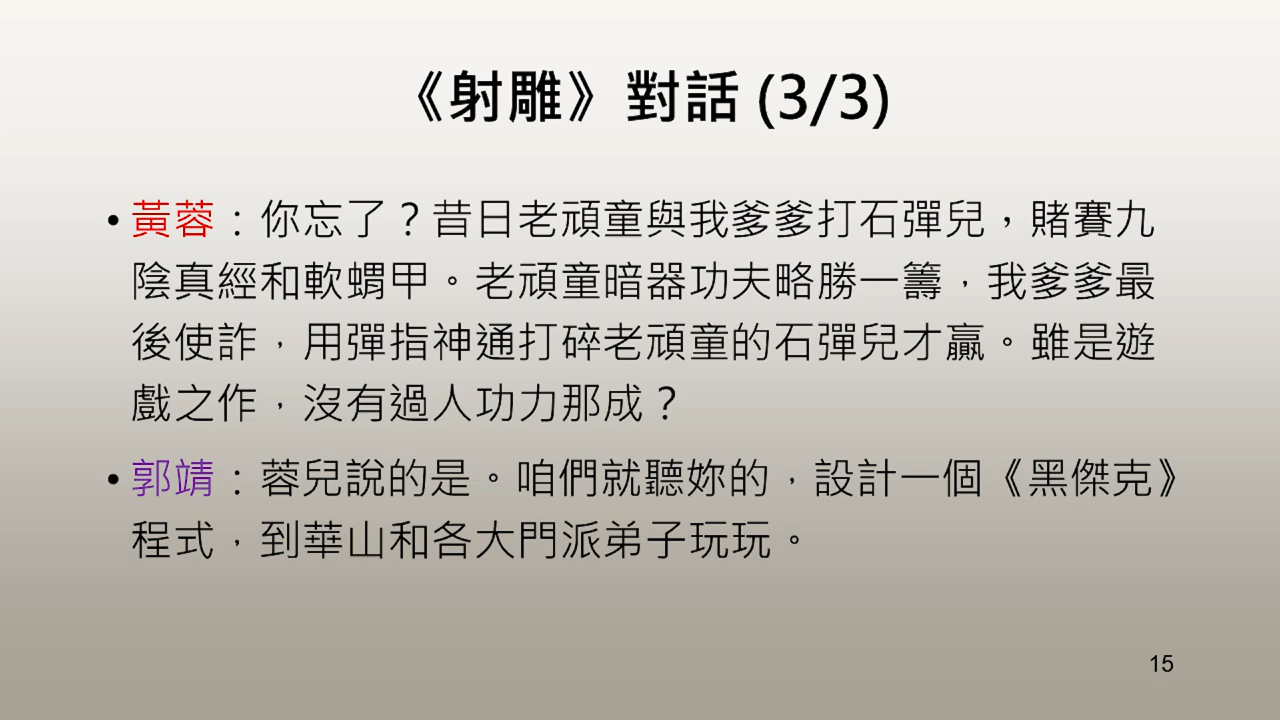 《射雕》對話 (3/3)
• 黃蓉：你忘了？昔日老頑童與我爹爹打石彈兒，賭賽九
陰真經和軟蝟甲。老頑童暗器功夫略勝一籌，我爹爹最
後使詐，用彈指神通打碎老頑童的石彈兒才贏。雖是遊
戲之作，沒有過人功力那成？
• 郭靖：蓉兒說的是。咱們就聽妳的，設計一個《黑傑克》
程式，到華山和各大門派弟子玩玩。
15